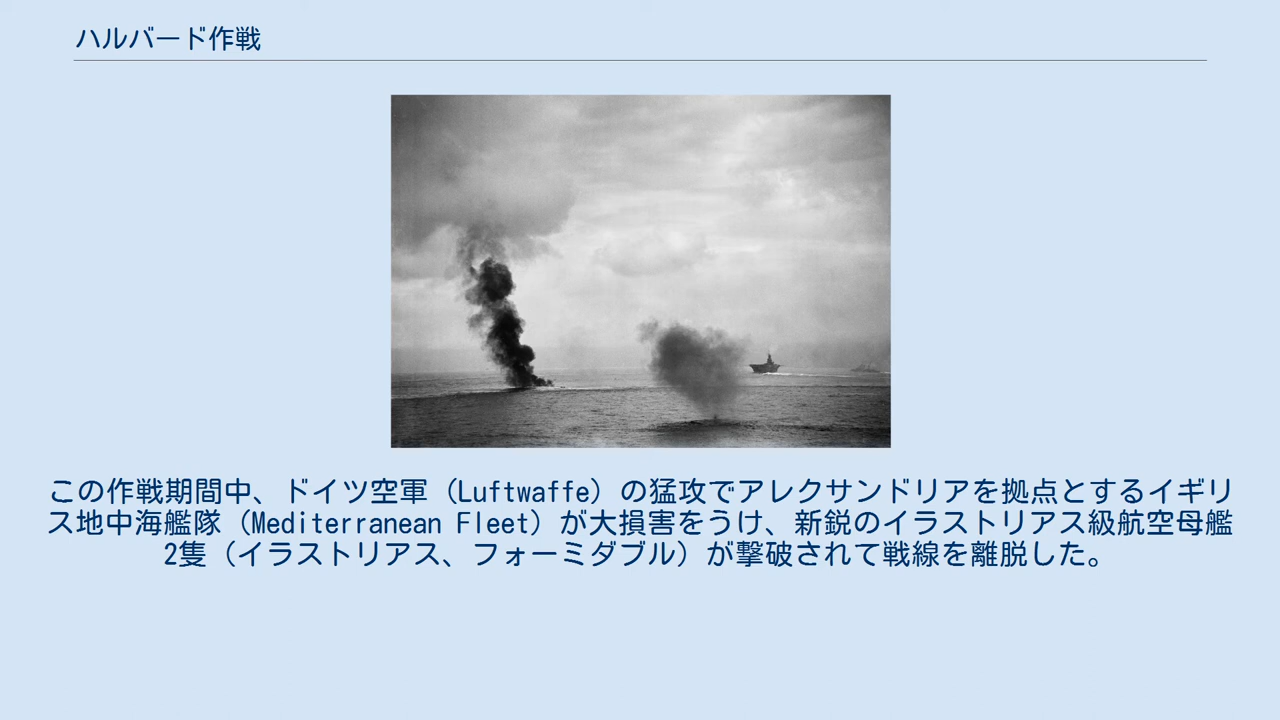 ハルバード作戦
この作戦期間中、ドイツ空軍（Luftwaffe）の猛攻でアレクサンドリアを拠点とするイギリ
ス地中海艦隊（Mediterranean Fleet）が大損害をうけ、新鋭のイラストリアス級航空母艦
2隻（イラストリアス、フォーミダブル）が撃破されて戦線を離脱した。